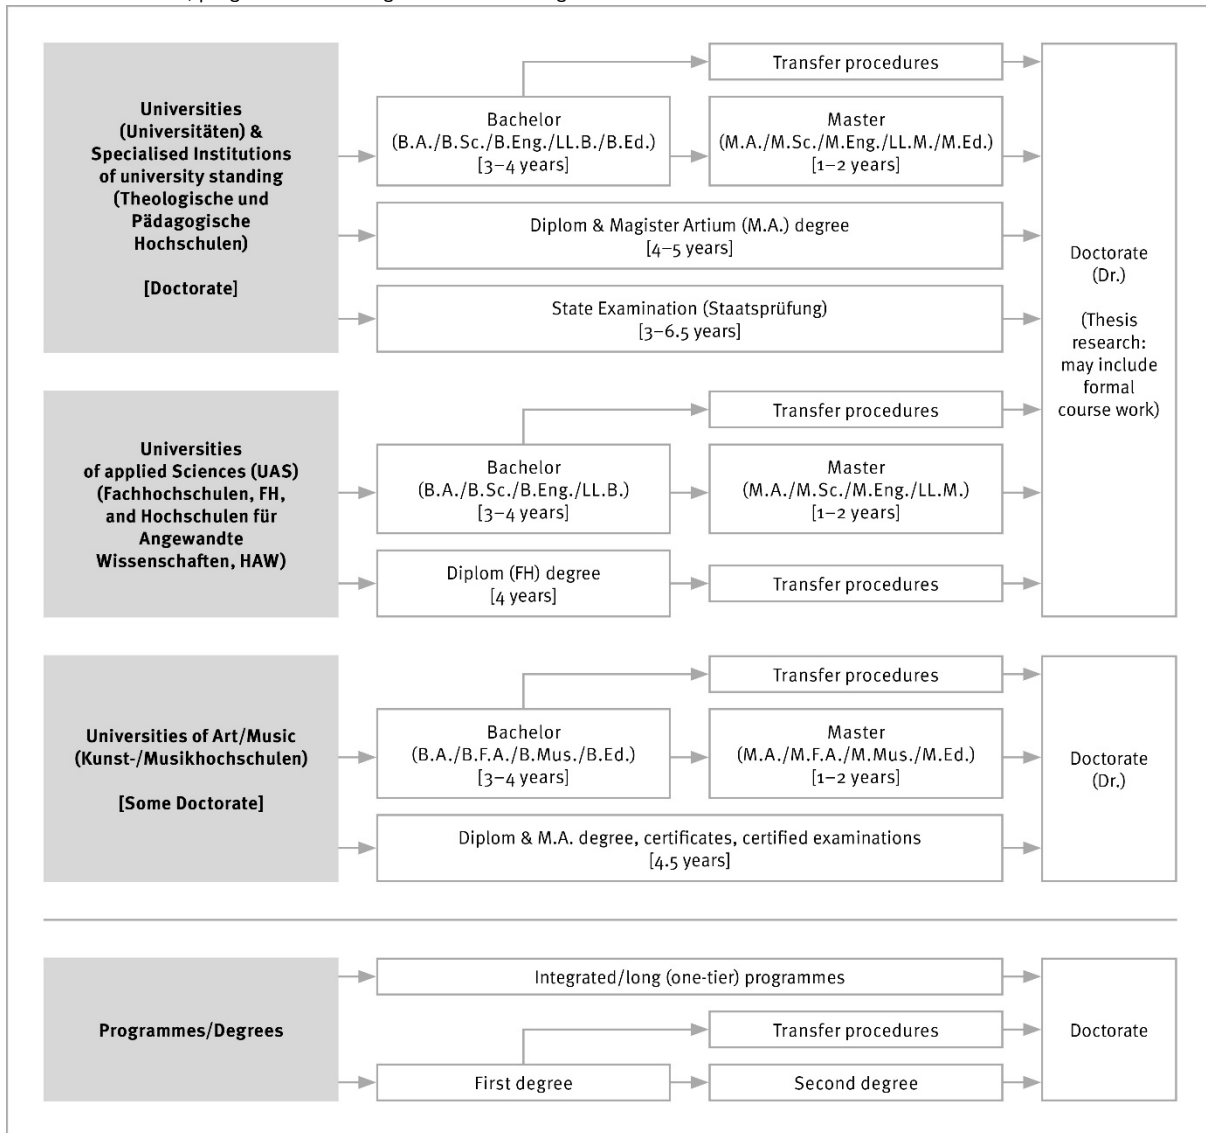 Universities
(Universitäten) &
Specialised Institutions
of university standing
(Theologische und
Pädagogische
Hochschulen)
[Doctorate]
Transfer procedures
Bachelor
(B.A./B.Sc./B.Eng./LL.B./B.Ed.)
[3–4 years]
Master
(M.A./M.Sc./M.Eng./LL.M./M.Ed.)
[1–2 years]
Diplom & Magister Artium (M.A.) degree
[4–5 years]
State Examination (Staatsprüfung)
[3–6.5 years]
Doctorate
(Dr.)
(Thesis
research:
may include
formal
course work)
Universities
of applied Sciences (UAS)
(Fachhochschulen, FH,
and Hochschulen für
Angewandte
Wissenschaften, HAW)
Transfer procedures
Bachelor
(B.A./B.Sc./B.Eng./LL.B.)
[3–4 years]
Master
(M.A./M.Sc./M.Eng./LL.M.)
[1–2 years]
Diplom (FH) degree
[4 years]
Transfer procedures
Universities of Art/Music
(Kunst-/Musikhochschulen)
[Some Doctorate]
Transfer procedures
Bachelor
(B.A./B.F.A./B.Mus./B.Ed.)
[3–4 years]
Master
(M.A./M.F.A./M.Mus./M.Ed.)
[1–2 years]
Diplom & M.A. degree, certificates, certified examinations
[4.5 years]
Doctorate
(Dr.)
Programmes/Degrees
Integrated/long (one-tier) programmes
Transfer procedures
First degree
Second degree
Doctorate